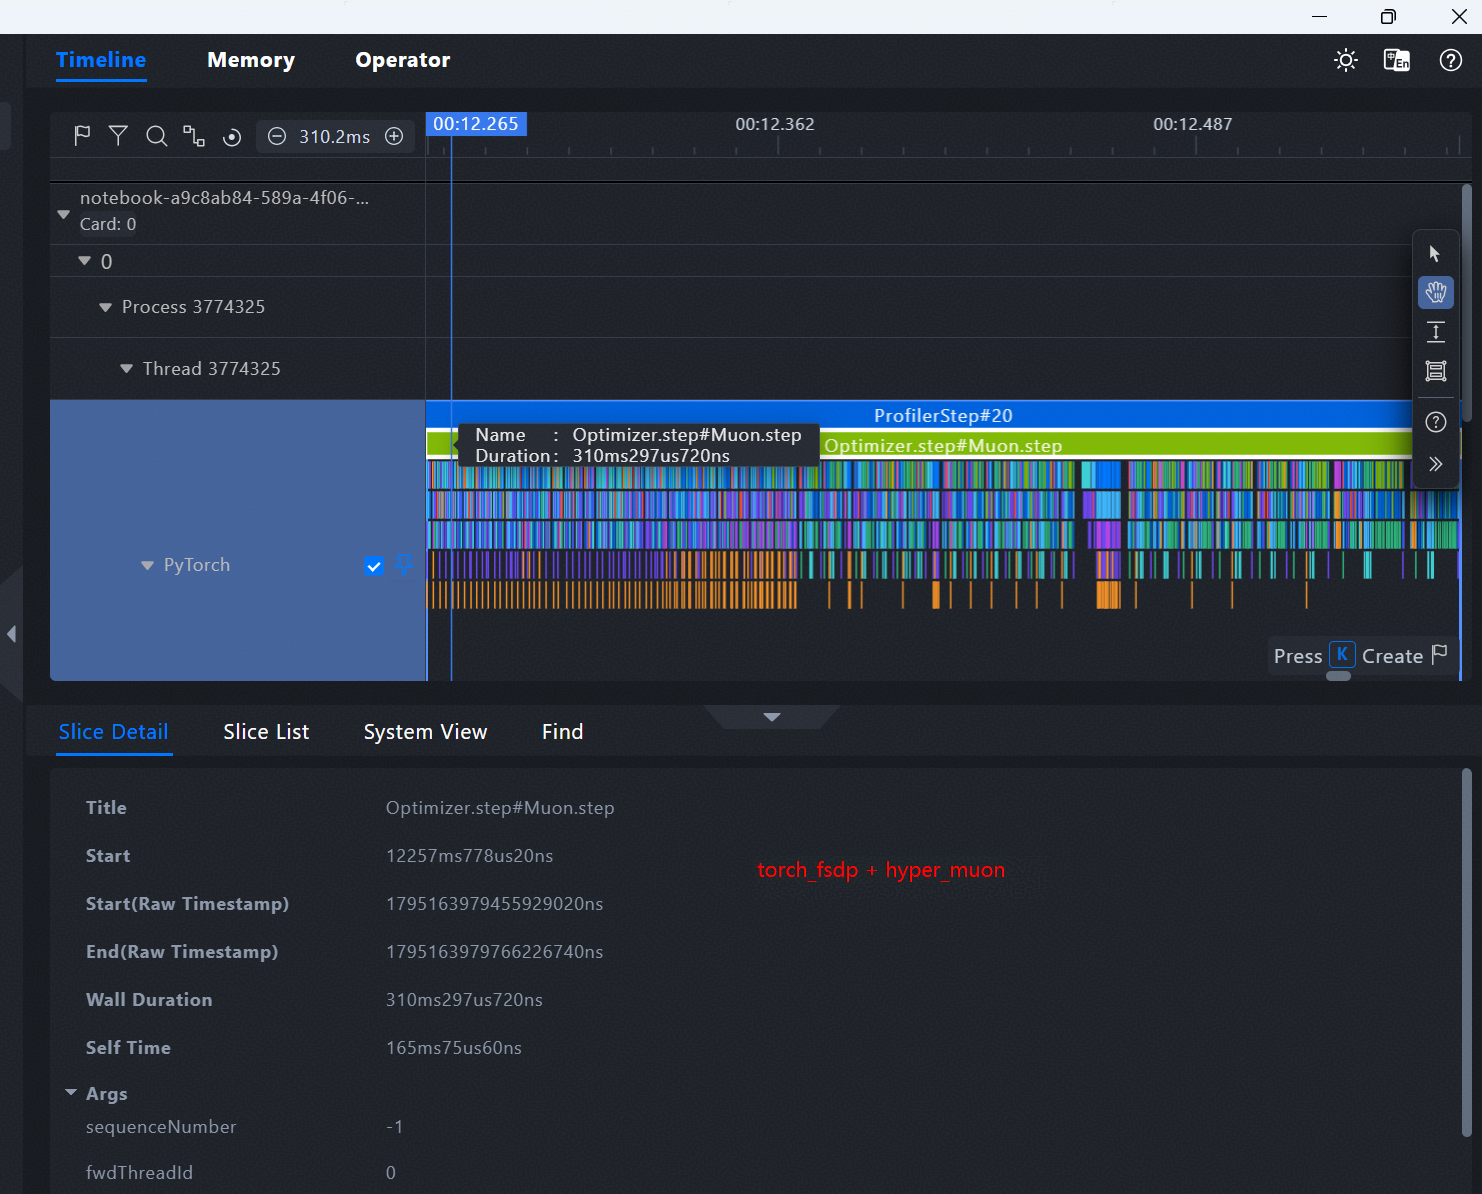 Timeline Memory Operator
310.2ms 00:12.265 00:12.362 00:12.487
notebook-a9c8ab84-589a-4f06-...
Card: 0
0
Process 3774325
Thread 3774325
ProfilerStep#20
Name : Optimizer.step#Muon.step
Optimizer.step#Muon.step
Duration : 310ms297us720ns
PyTorch
Press K Create
Slice Detail Slice List System View Find
Title Optimizer.step#Muon.step
Start 12257ms778us20ns
torch_fsdp + hyper_muon
Start(Raw Timestamp) 1795163979455929020ns
End(Raw Timestamp) 1795163979766226740ns
Wall Duration 310ms297us720ns
Self Time 165ms75us60ns
Args
sequenceNumber -1
fwdThreadId 0